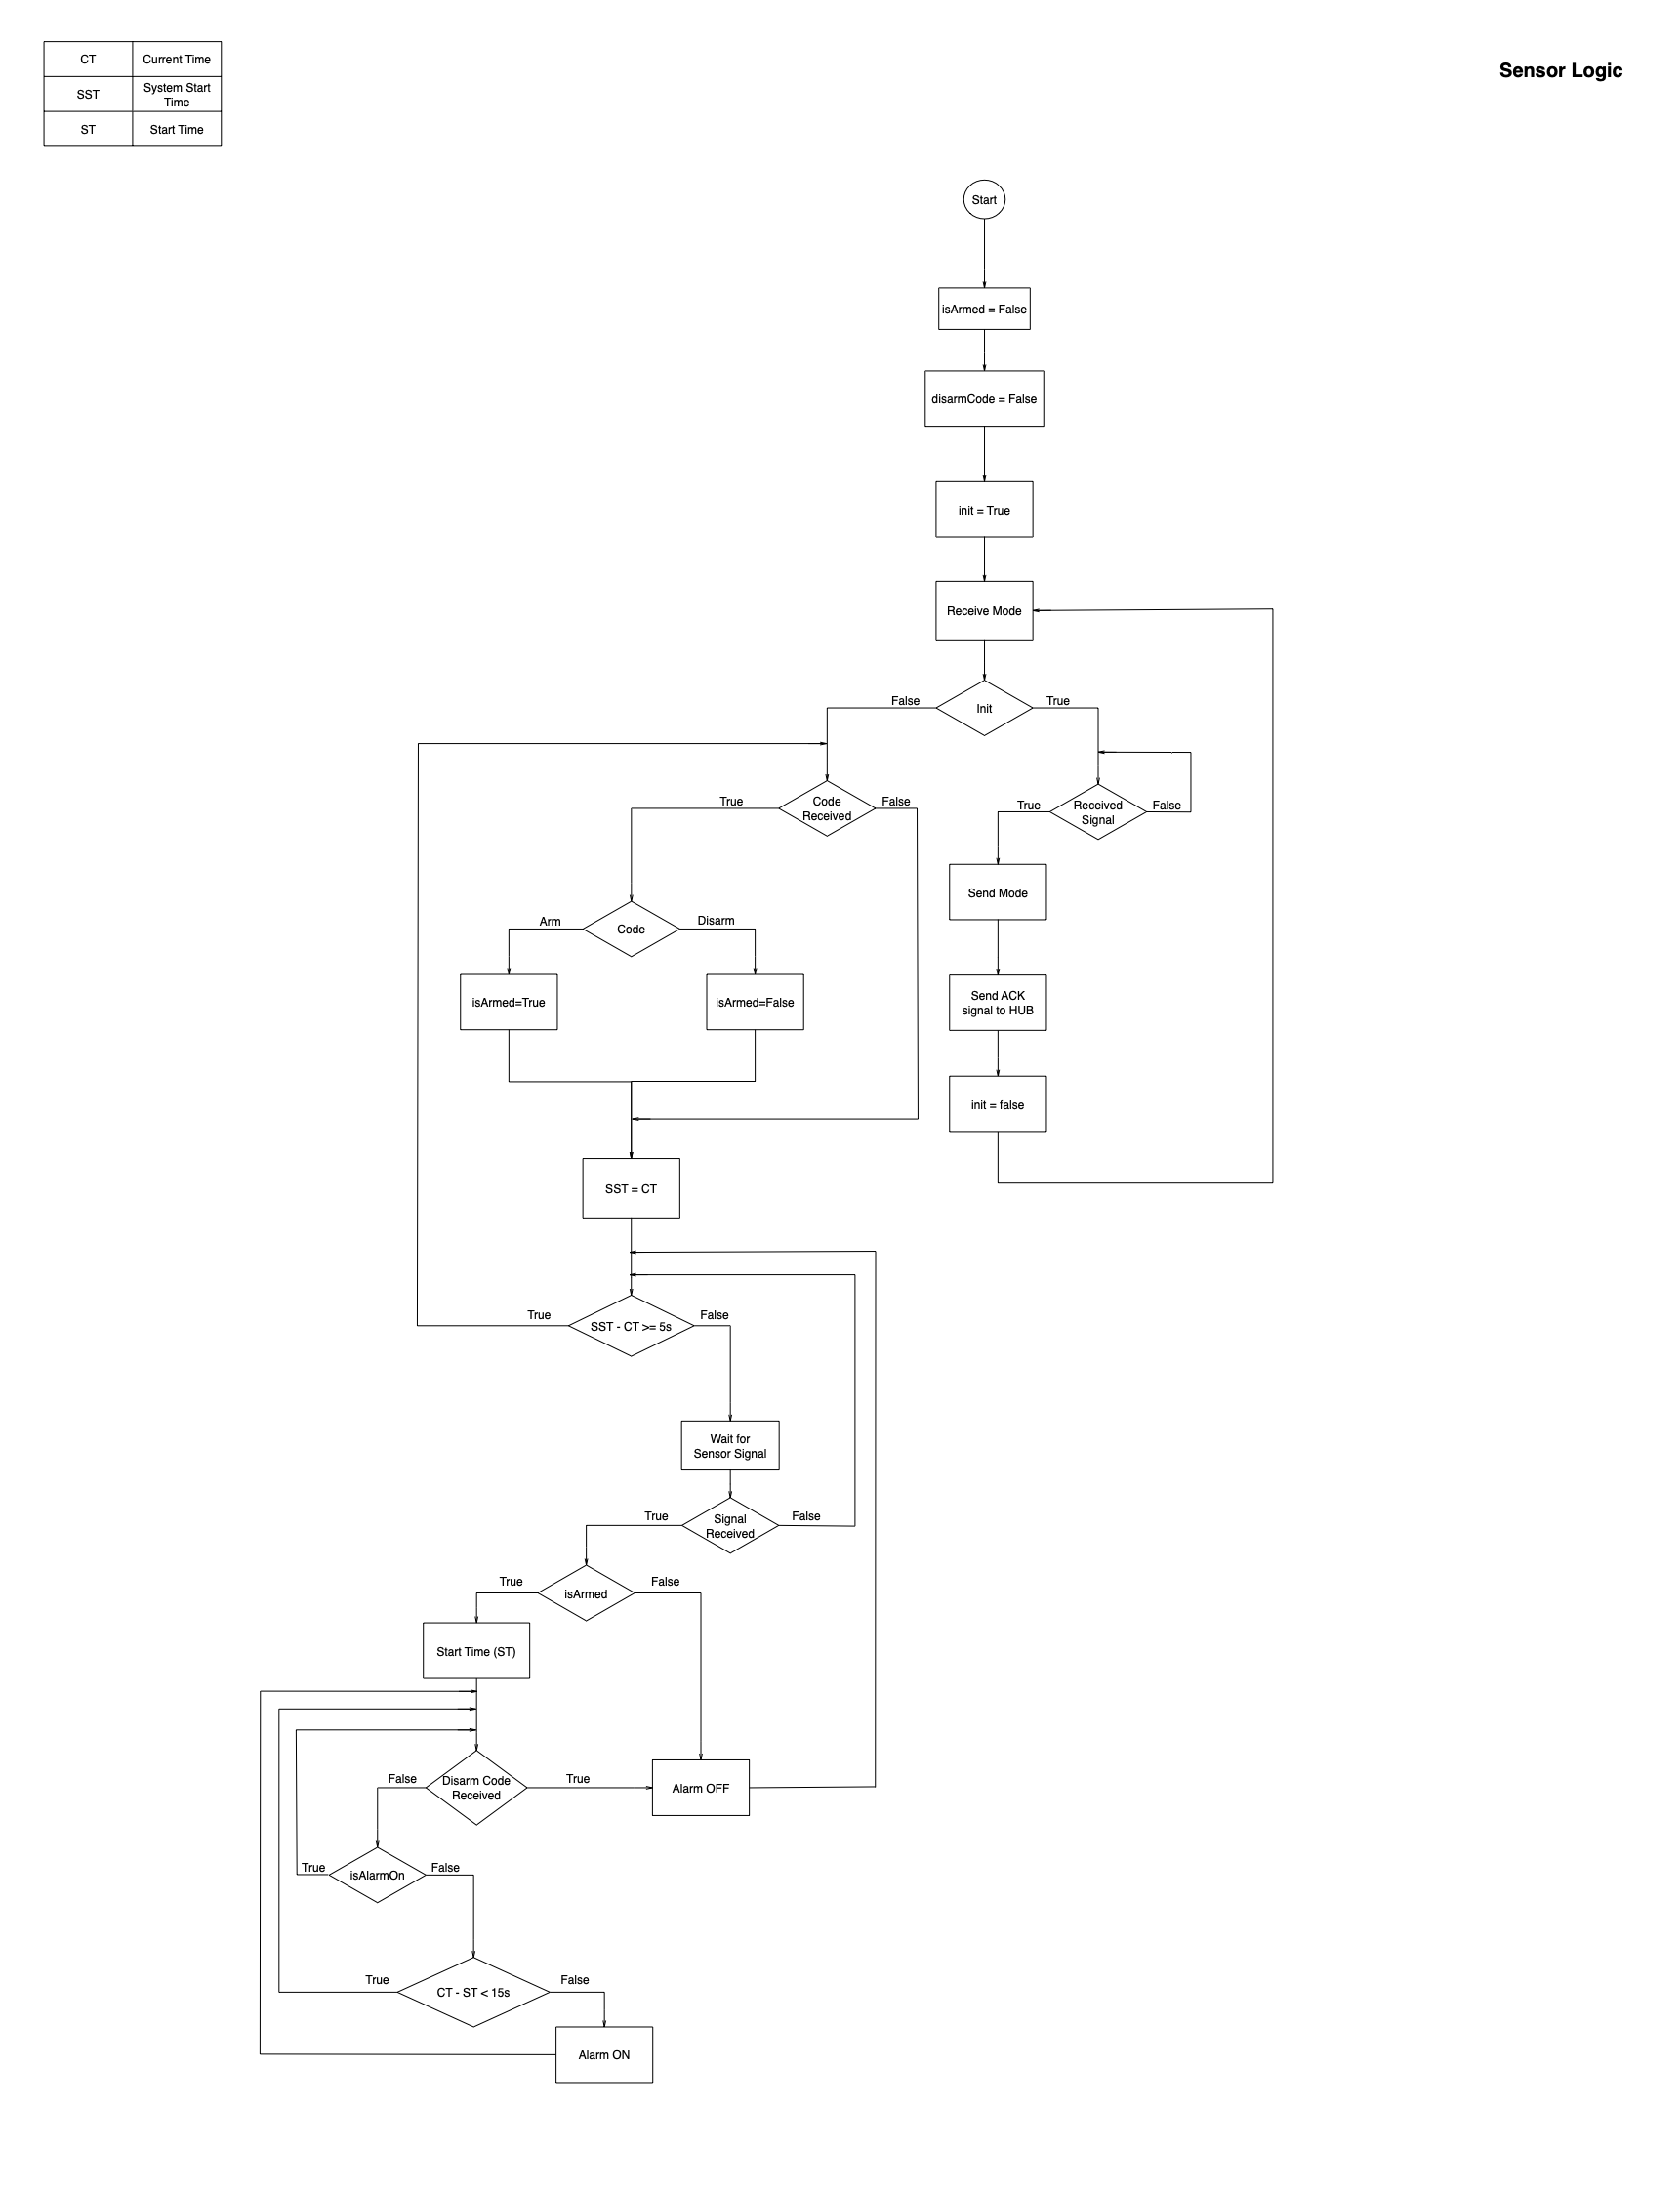 Sensor Logic
CT
Current Time
SST
System Start
Time
ST
Start Time
Start
isArmed = False
disarmCode = False
init = True
Receive Mode
False
Init
True
True
Code
Received
False
True
Received
Signal
False
Send Mode
Arm
Code
Disarm
isArmed=True
isArmed=False
Send ACK
signal to HUB
init = false
SST = CT
True
SST - CT >= 5s
False
Wait for
Sensor Signal
True
Signal
Received
False
True
isArmed
False
Start Time (ST)
False
Disarm Code
Received
True
Alarm OFF
True
isAlarmOn
False
True
CT - ST < 15s
False
Alarm ON